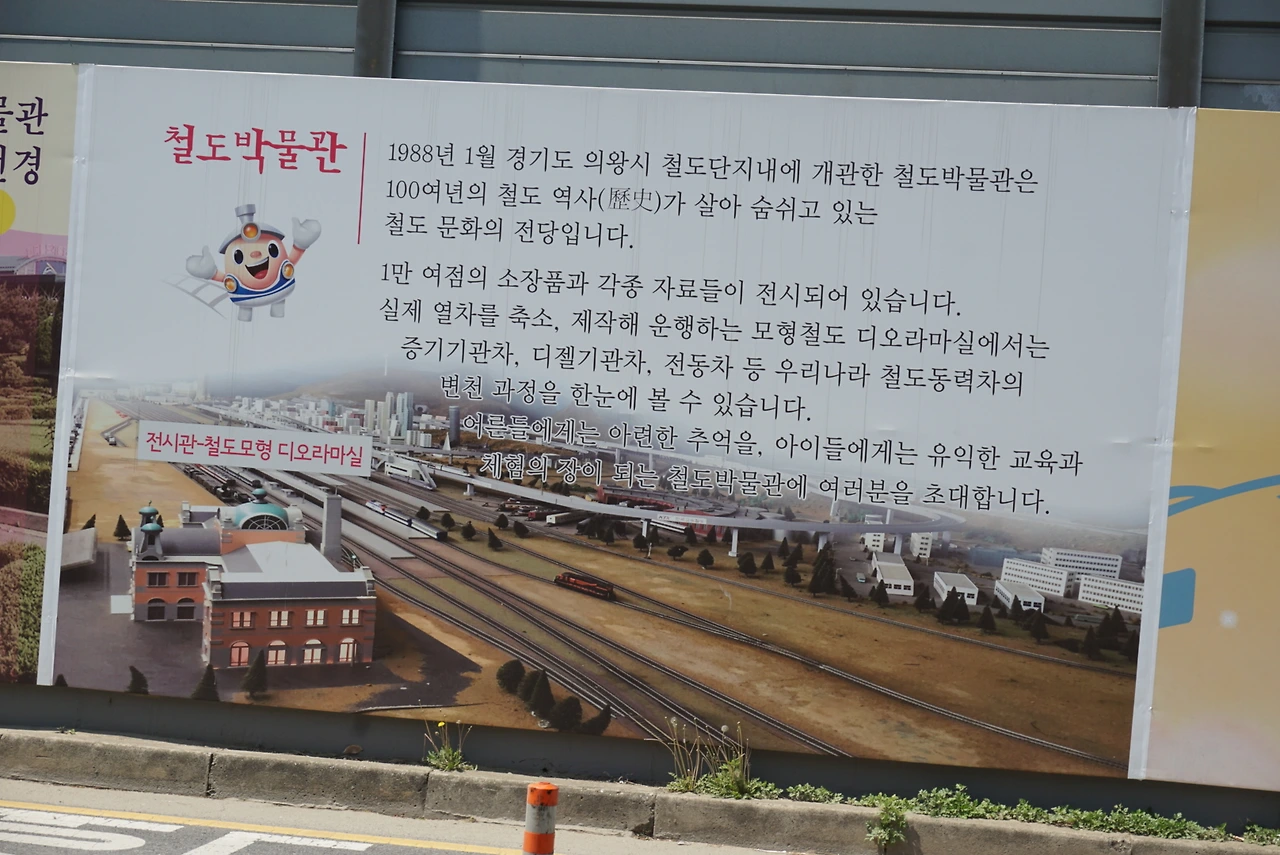 물관
경
철도박물관
1988년 1월 경기도 의왕시 철도단지내에 개관한 철도박물관은
100여년의 철도 역사(歷史)가 살아 숨쉬고 있는
철도 문화의 전당입니다.
1만 여점의 소장품과 각종 자료들이 전시되어 있습니다.
실제 열차를 축소, 제작해 운행하는 모형철도 디오라마실에서는
증기기관차, 디젤기관차, 전동차 등 우리나라 철도동력차의
변천 과정을 한눈에 볼 수 있습니다.
어른들에게는 아련한 추억을, 아이들에게는 유익한 교육과
체험의 장이 되는 철도박물관에 여러분을 초대합니다.
전시관-철도모형 디오라마실